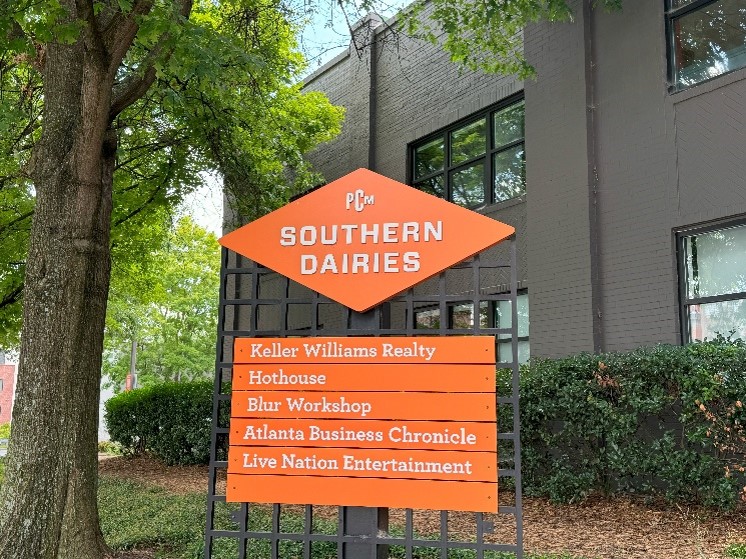 PCM
SOUTHERN
DAIRIES
Keller Williams Realty
Hothouse
Blur Workshop
Atlanta Business Chronicle
Live Nation Entertainment